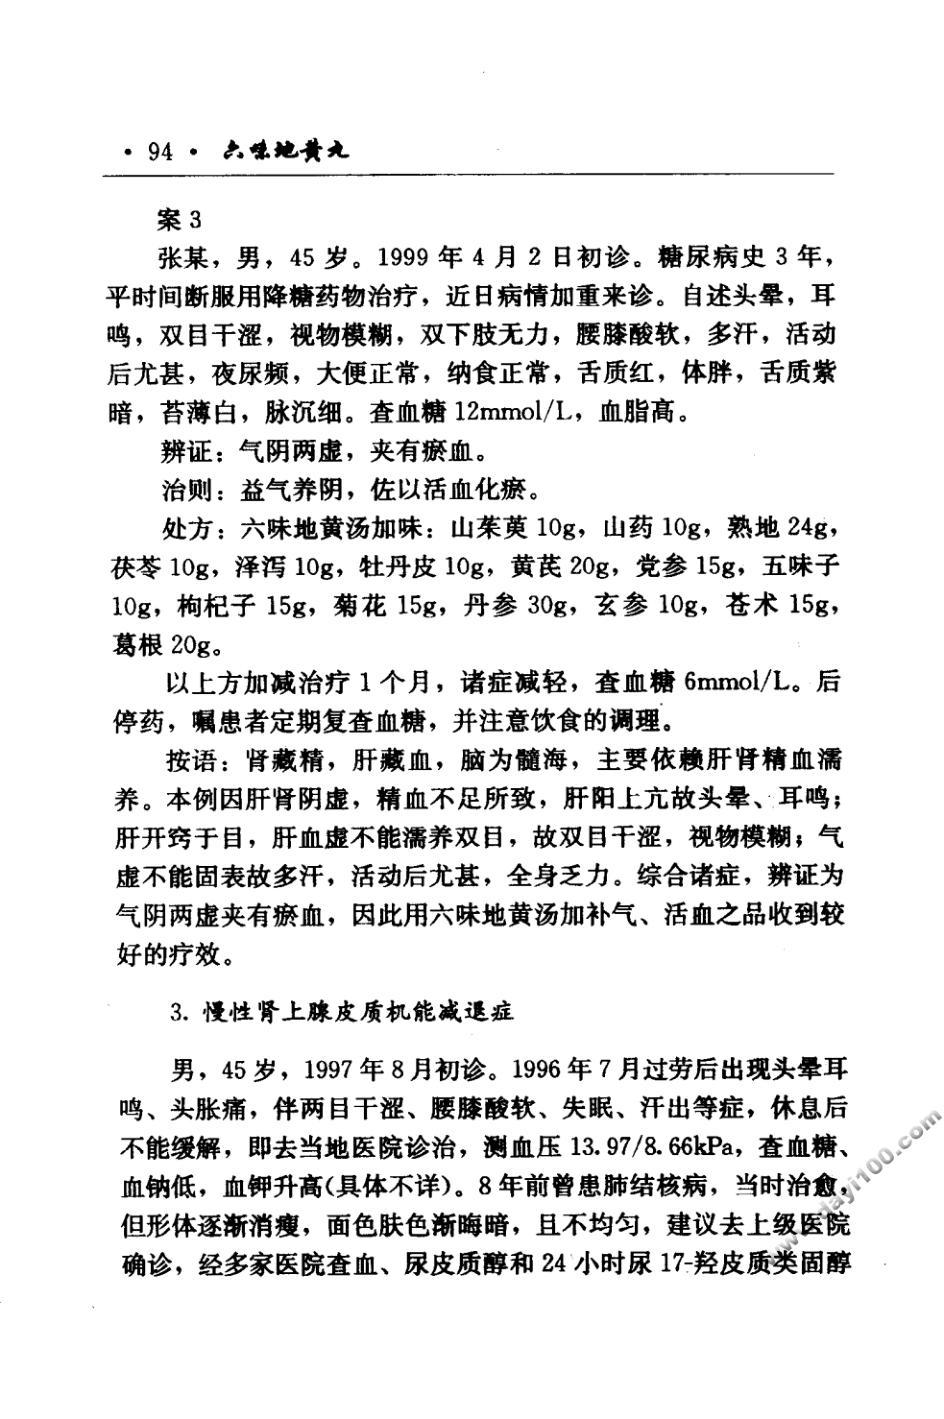 · 94 · 六味地黄丸
案 3
张某，男，45 岁。1999 年 4 月 2 日初诊。糖尿病史 3 年，
平时间断服用降糖药物治疗，近日病情加重来诊。自述头晕，耳
鸣，双目干涩，视物模糊，双下肢无力，腰膝酸软，多汗，活动
后尤甚，夜尿频，大便正常，纳食正常，舌质红，体胖，舌质紫
暗，苔薄白，脉沉细。查血糖 12mmol/L，血脂高。
辨证：气阴两虚，夹有瘀血。
治则：益气养阴，佐以活血化瘀。
处方：六味地黄汤加味：山茱萸 10g，山药 10g，熟地 24g，
茯苓 10g，泽泻 10g，牡丹皮 10g，黄芪 20g，党参 15g，五味子
10g，枸杞子 15g，菊花 15g，丹参 30g，玄参 10g，苍术 15g，
葛根 20g。
以上方加减治疗 1 个月，诸症减轻，查血糖 6mmol/L。后
停药，嘱患者定期复查血糖，并注意饮食的调理。
按语：肾藏精，肝藏血，脑为髓海，主要依赖肝肾精血濡
养。本例因肝肾阴虚，精血不足所致，肝阳上亢故头晕、耳鸣；
肝开窍于目，肝血虚不能濡养双目，故双目干涩，视物模糊；气
虚不能固表故多汗，活动后尤甚，全身乏力。综合诸症，辨证为
气阴两虚夹有瘀血，因此用六味地黄汤加补气、活血之品收到较
好的疗效。
3. 慢性肾上腺皮质机能减退症
男，45 岁，1997 年 8 月初诊。1996 年 7 月过劳后出现头晕耳
鸣、头胀痛，伴两目干涩、腰膝酸软、失眠、汗出等症，休息后
不能缓解，即去当地医院诊治，测血压 13.97/8.66kPa，查血糖、
血钠低，血钾升高(具体不详)。8 年前曾患肺结核病，当时治愈，
但形体逐渐消瘦，面色肤色渐晦暗，且不均匀，建议去上级医院
确诊，经多家医院查血、尿皮质醇和 24 小时尿 17-羟皮质类固醇
www.dayi100.com